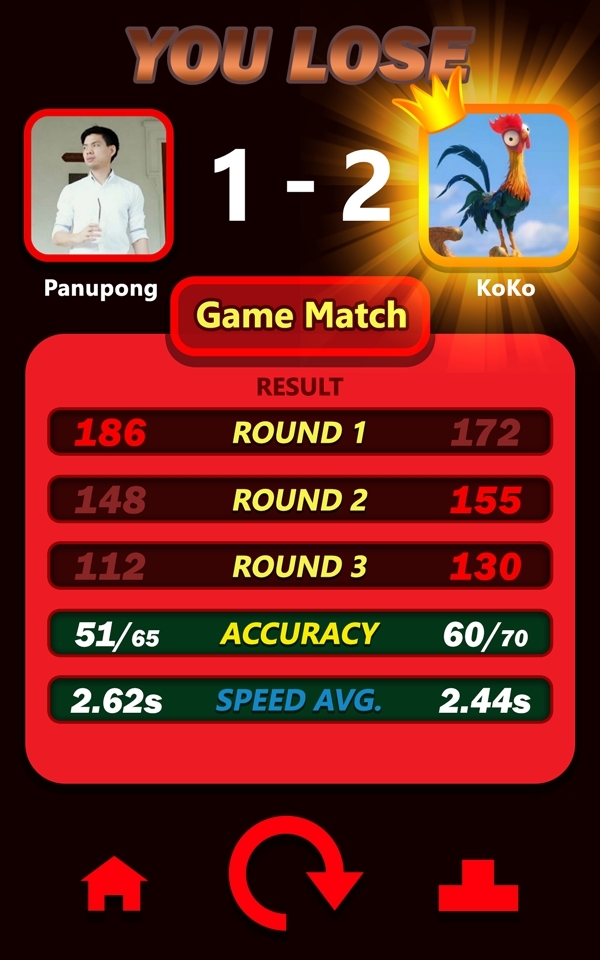 YOU LOSE
1 - 2
Panupong
KoKo
Game Match
RESULT
186 ROUND 1 172
148 ROUND 2 155
112 ROUND 3 130
51/65 ACCURACY 60/70
2.62s SPEED AVG. 2.44s